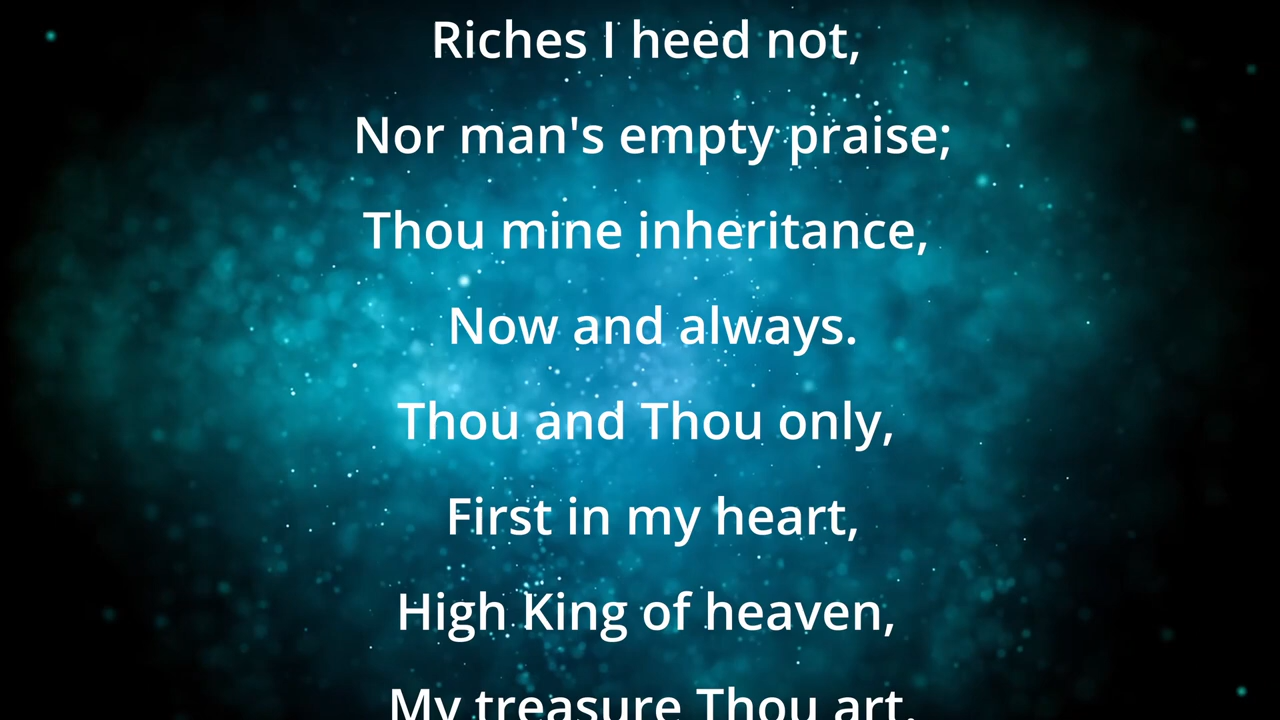 Riches I heed not,
Nor man's empty praise;
Thou mine inheritance,
Now and always.
Thou and Thou only,
First in my heart,
High King of heaven,
My treasure Thou art.